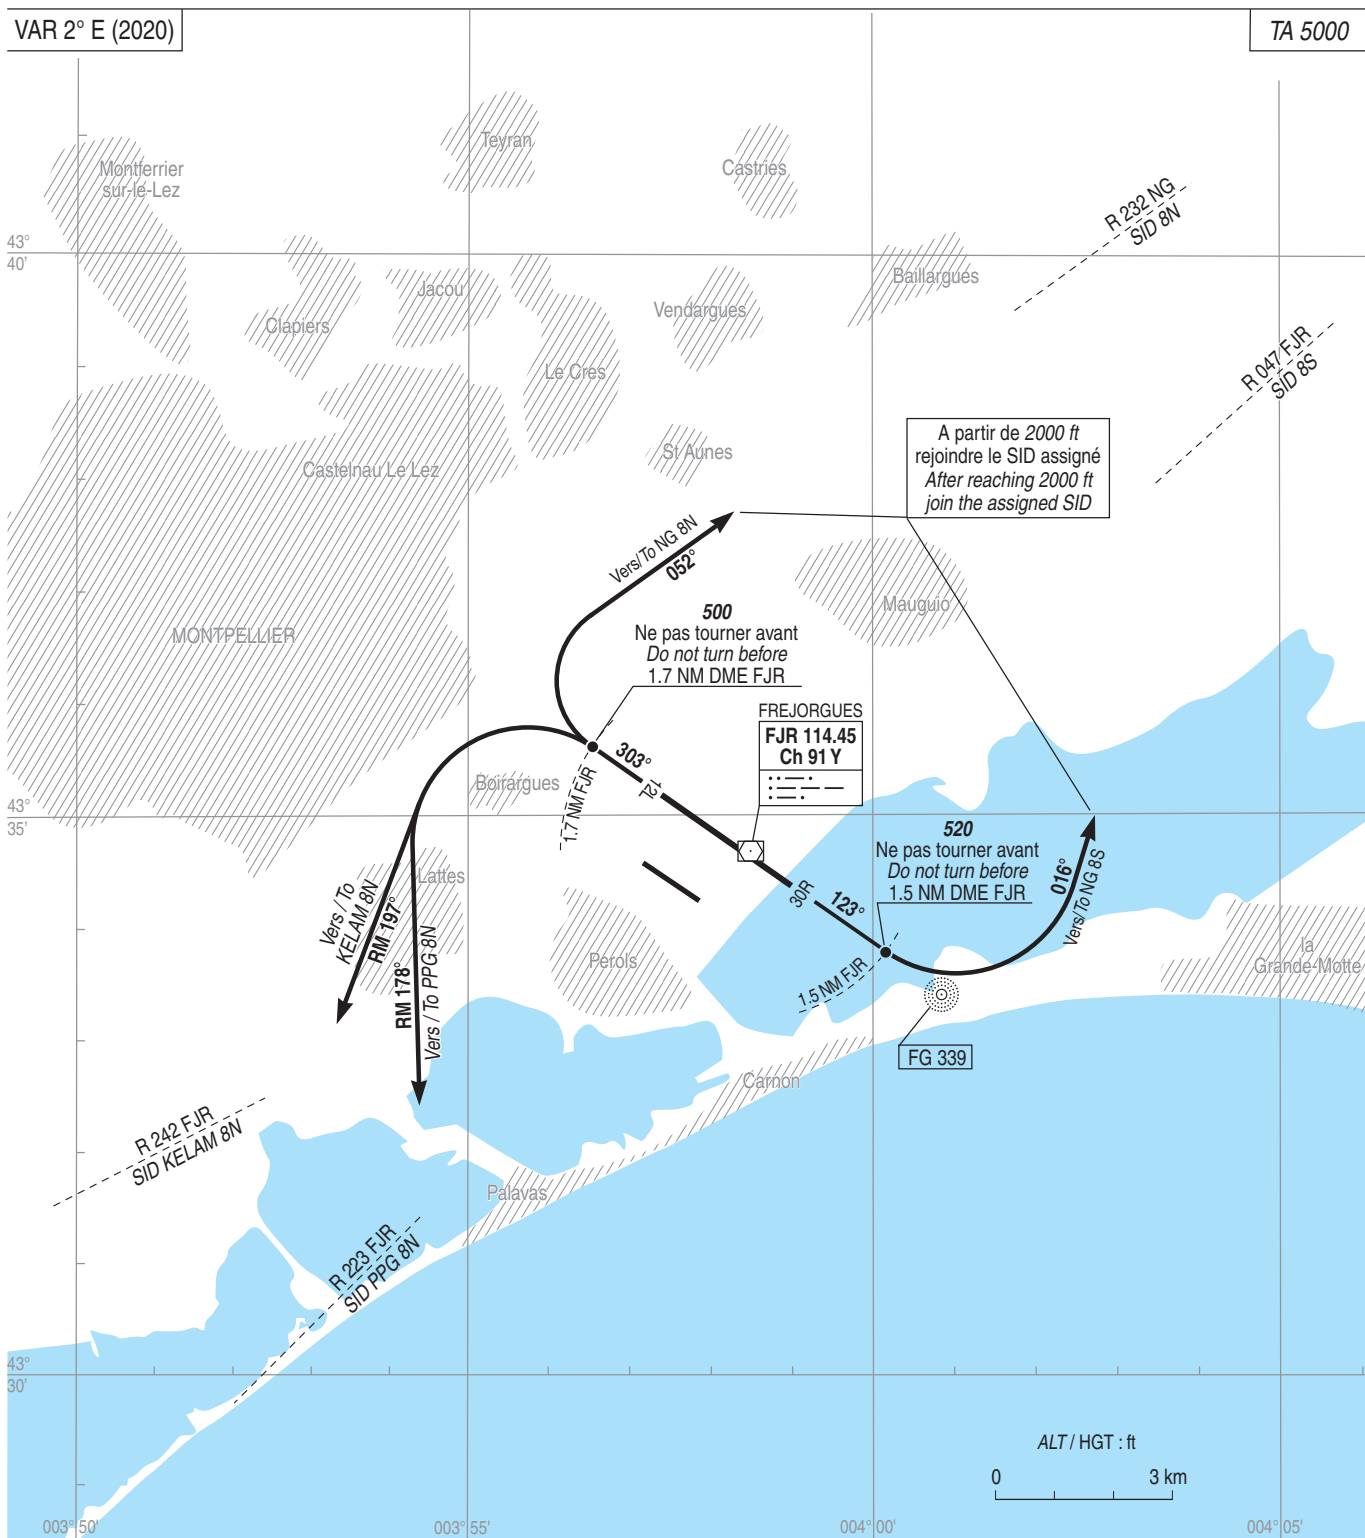 VAR 2° E (2020)
TA 5000
Teyran
Montferrier
sur-le-Lez
Castries
R 232 NG
SID 8N
43°
40'
Baillargues
Jacou
Clapiers
Vendargues
R 047 FJR
SID 8S
Le Cres
A partir de 2000 ft
rejoindre le SID assigné
After reaching 2000 ft
join the assigned SID
St Aunes
Castelnau Le Lez
Vers/To NG 8N
052°
Mauguio
500
Ne pas tourner avant
Do not turn before
1.7 NM DME FJR
MONTPELLIER
FREJORGUES
FJR 114.45
Ch 91 Y
303°
12L
Boirargues
1.7 NM FJR
43°
35'
520
Ne pas tourner avant
Do not turn before
1.5 NM DME FJR
016°
Vers/To NG 8S
Lattes
30R
123°
Vers / To
KELAM 8N
RM 197°
RM 178°
Vers / To PPG 8N
Perols
1.5 NM FJR
la
Grande-Motte
FG 339
Carnon
R 242 FJR
SID KELAM 8N
Palavas
R 223 FJR
SID PPG 8N
43°
30'
ALT / HGT : ft
0
3 km
003° 50'
003° 55'
004° 00'
004° 05'